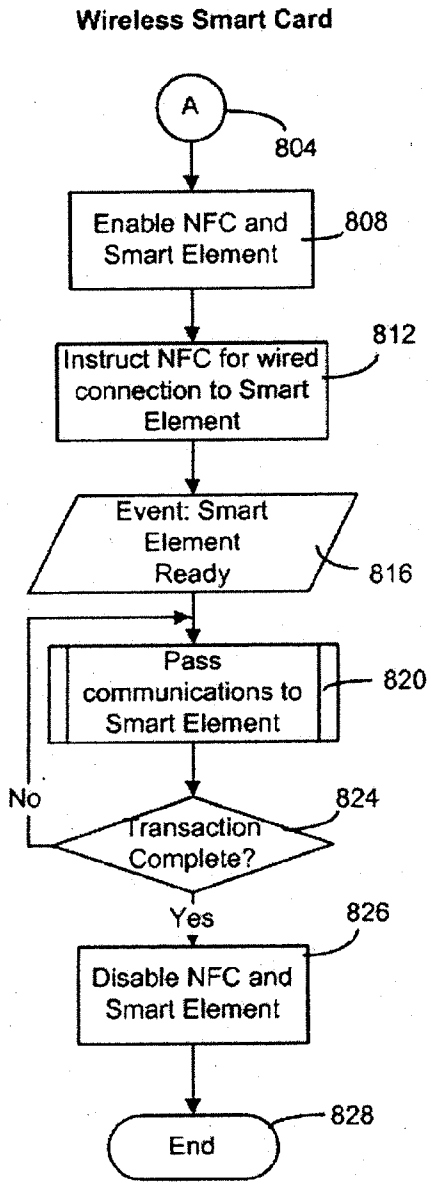 Wireless Smart Card
A
804
Enable NFC and
Smart Element
808
Instruct NFC for wired
connection to Smart
Element
812
Event: Smart
Element
Ready
816
Pass
communications to
Smart Element
820
No
Transaction
Complete?
824
Yes
Disable NFC and
Smart Element
826
End
828